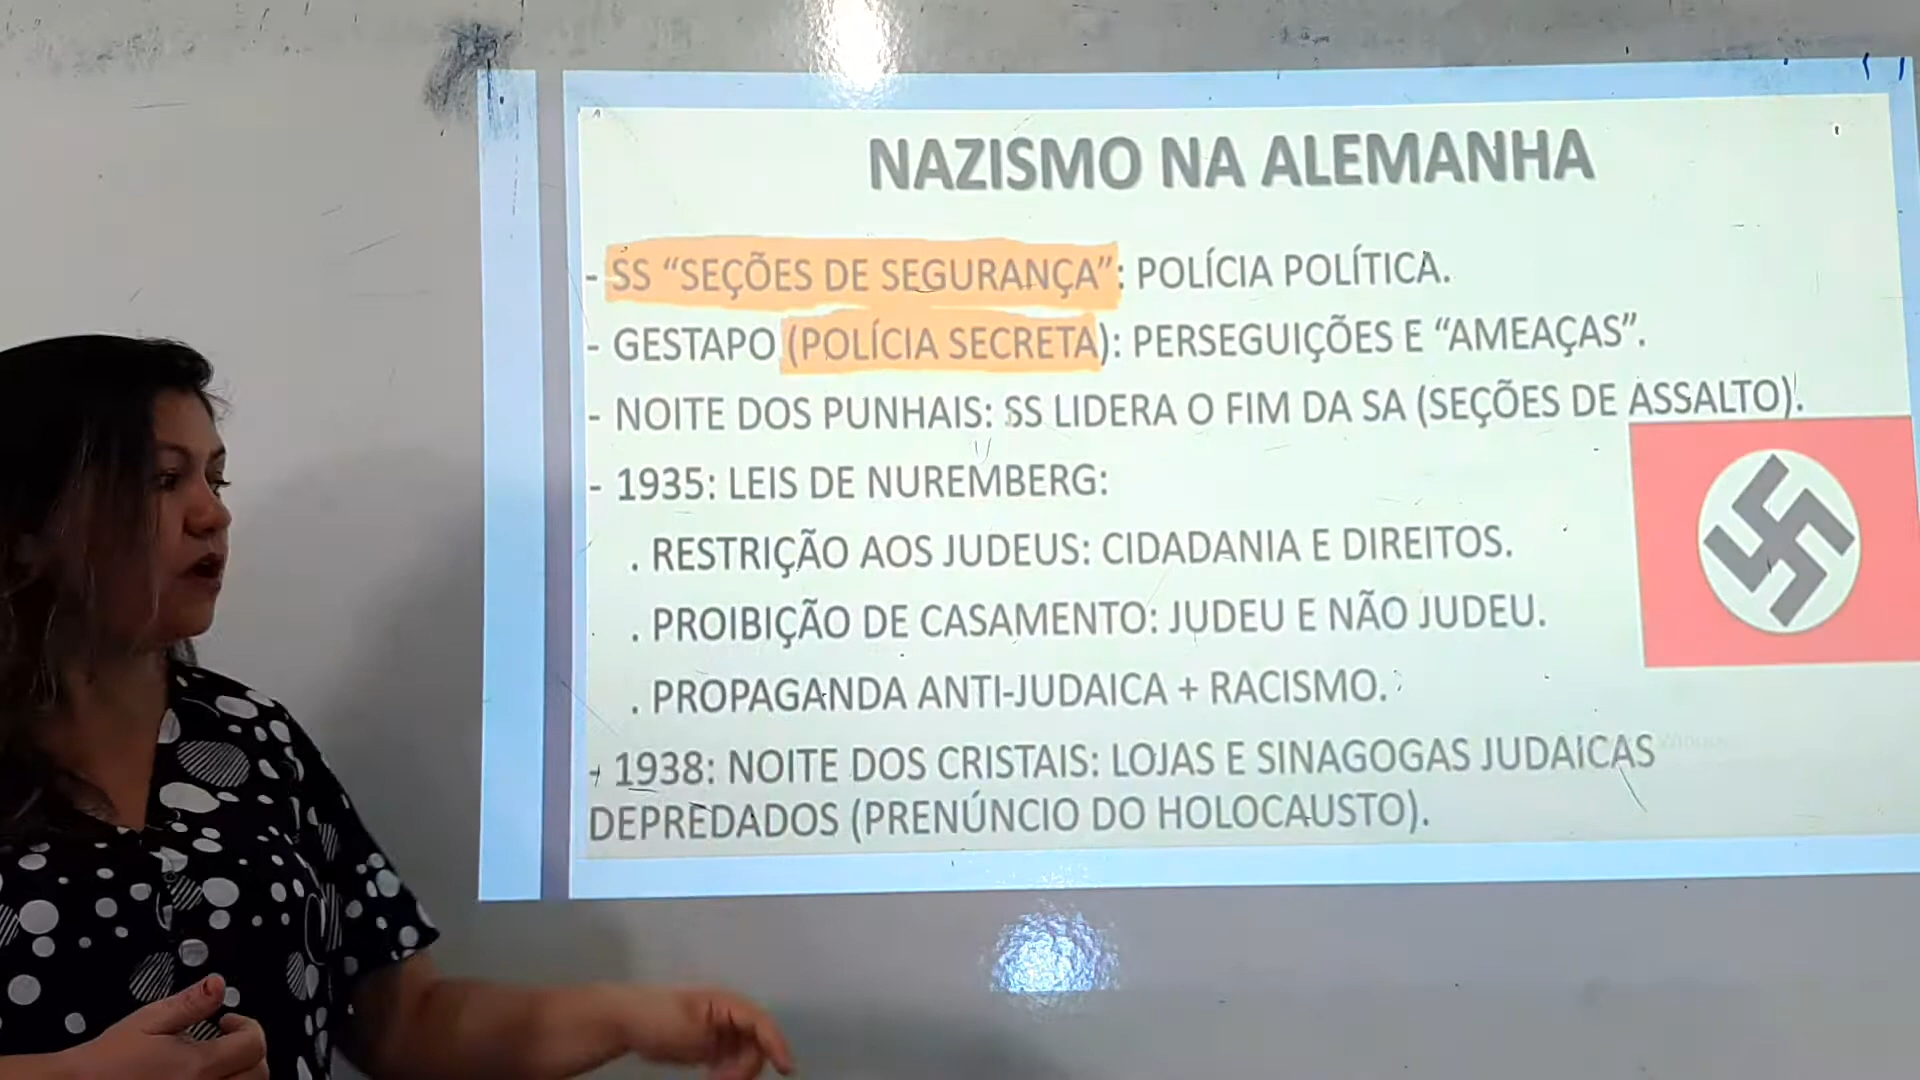 NAZISMO NA ALEMANHA
- SS “SEÇÕES DE SEGURANÇA”: POLÍCIA POLÍTICA.
- GESTAPO (POLÍCIA SECRETA): PERSEGUIÇÕES E “AMEAÇAS”.
- NOITE DOS PUNHAIS: SS LIDERA O FIM DA SA (SEÇÕES DE ASSALTO).
- 1935: LEIS DE NUREMBERG:
. RESTRIÇÃO AOS JUDEUS: CIDADANIA E DIREITOS.
. PROIBIÇÃO DE CASAMENTO: JUDEU E NÃO JUDEU.
. PROPAGANDA ANTI-JUDAICA + RACISMO.
- 1938: NOITE DOS CRISTAIS: LOJAS E SINAGOGAS JUDAICAS
DEPREDADOS (PRENÚNCIO DO HOLOCAUSTO).